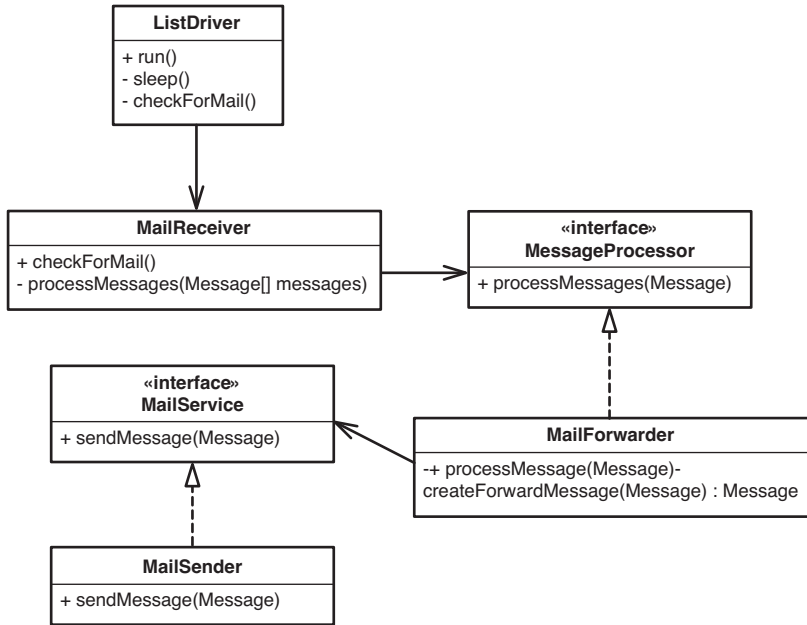 ListDriver
+ run()
- sleep()
- checkForMail()
MailReceiver
+ checkForMail()
- processMessages(Message[] messages)
«interface»
MessageProcessor
+ processMessages(Message)
«interface»
MailService
+ sendMessage(Message)
MailForwarder
-+ processMessage(Message)-
createForwardMessage(Message) : Message
MailSender
+ sendMessage(Message)